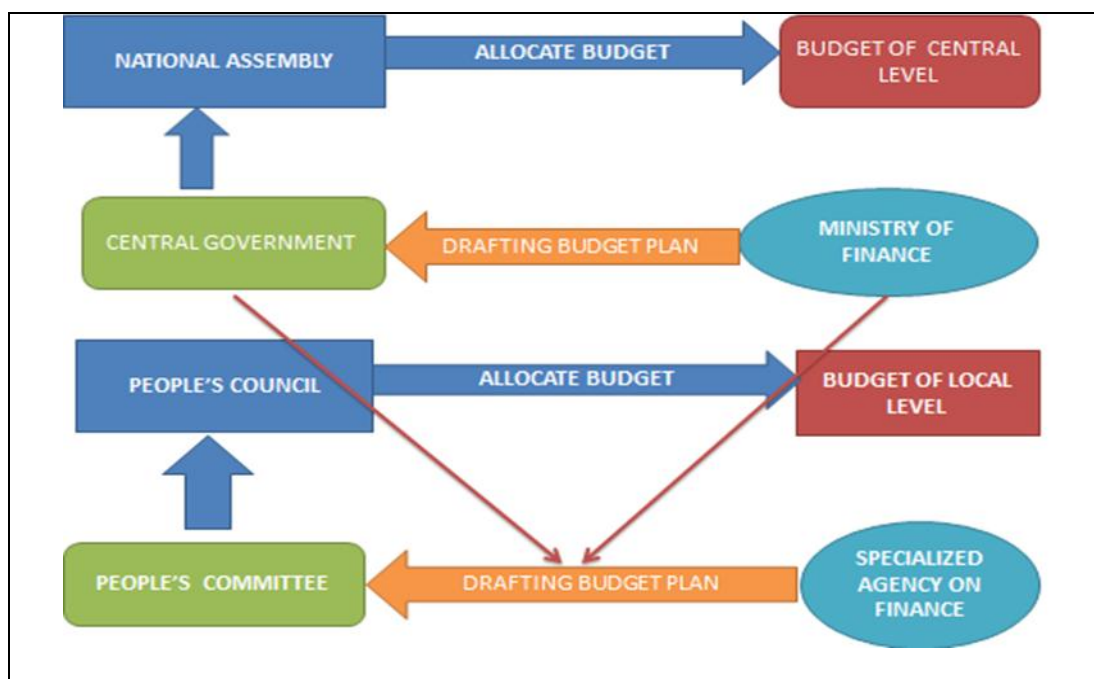 NATIONAL ASSEMBLY
ALLOCATE BUDGET
BUDGET OF CENTRAL
LEVEL
CENTRAL GOVERNMENT
DRAFTING BUDGET PLAN
MINISTRY OF
FINANCE
PEOPLE'S COUNCIL
ALLOCATE BUDGET
BUDGET OF LOCAL
LEVEL
PEOPLE'S COMMITTEE
DRAFTING BUDGET PLAN
SPECIALIZED
AGENCY ON
FINANCE